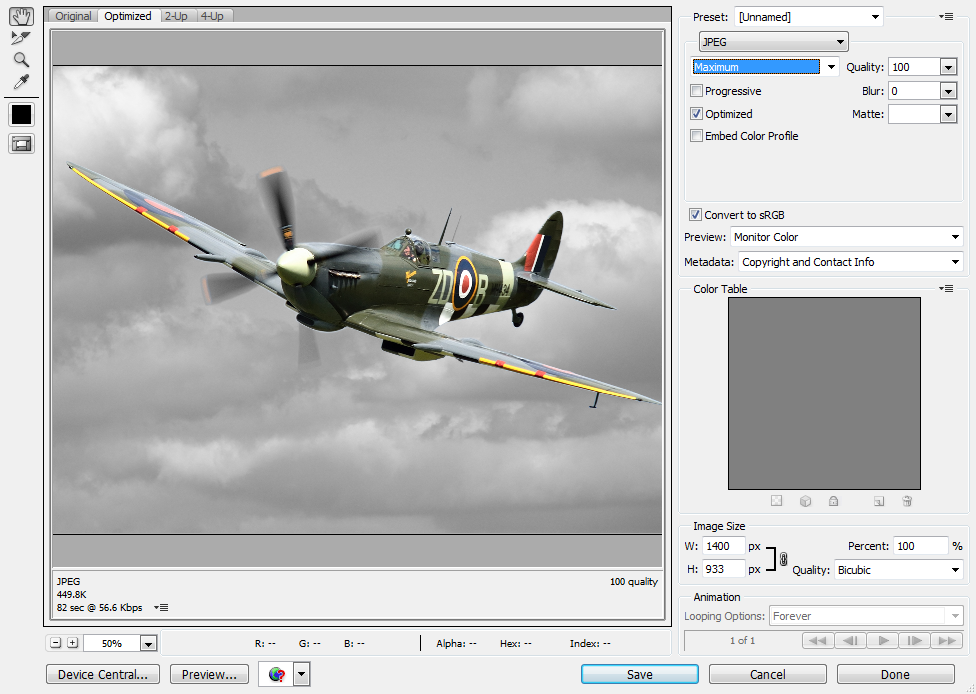 Original Optimized 2-Up 4-Up
Preset: [Unnamed]
JPEG
Maximum Quality: 100
Progressive Blur: 0
Optimized Matte:
Embed Color Profile
Convert to sRGB
Preview: Monitor Color
Metadata: Copyright and Contact Info
Color Table
ZD B
Image Size
W: 1400 px Percent: 100 %
H: 933 px Quality: Bicubic
JPEG 100 quality
449.8K
82 sec @ 56.6 Kbps
Animation
Looping Options: Forever
1 of 1
50% R: -- G: -- B: -- Alpha: -- Hex: -- Index: --
Device Central... Preview... Save Cancel Done